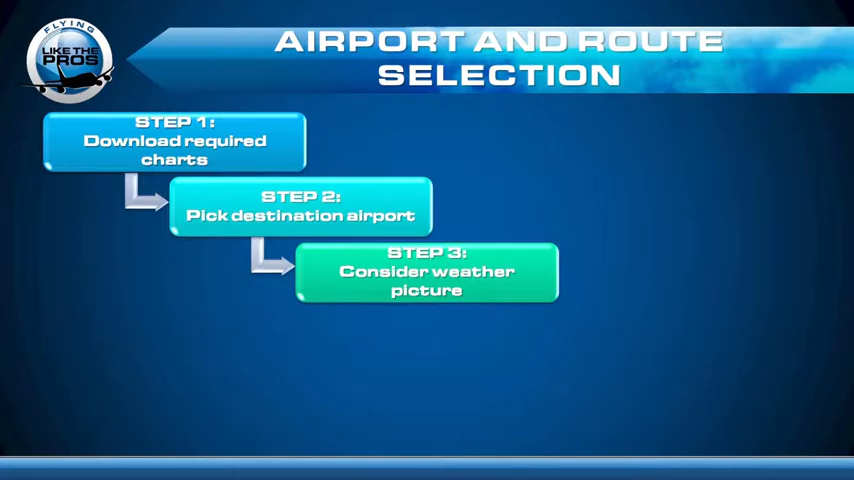 FLYING
LIKE THE
PROS
AIRPORT AND ROUTE
SELECTION
STEP 1:
Download required
charts
STEP 2:
Pick destination airport
STEP 3:
Consider weather
picture